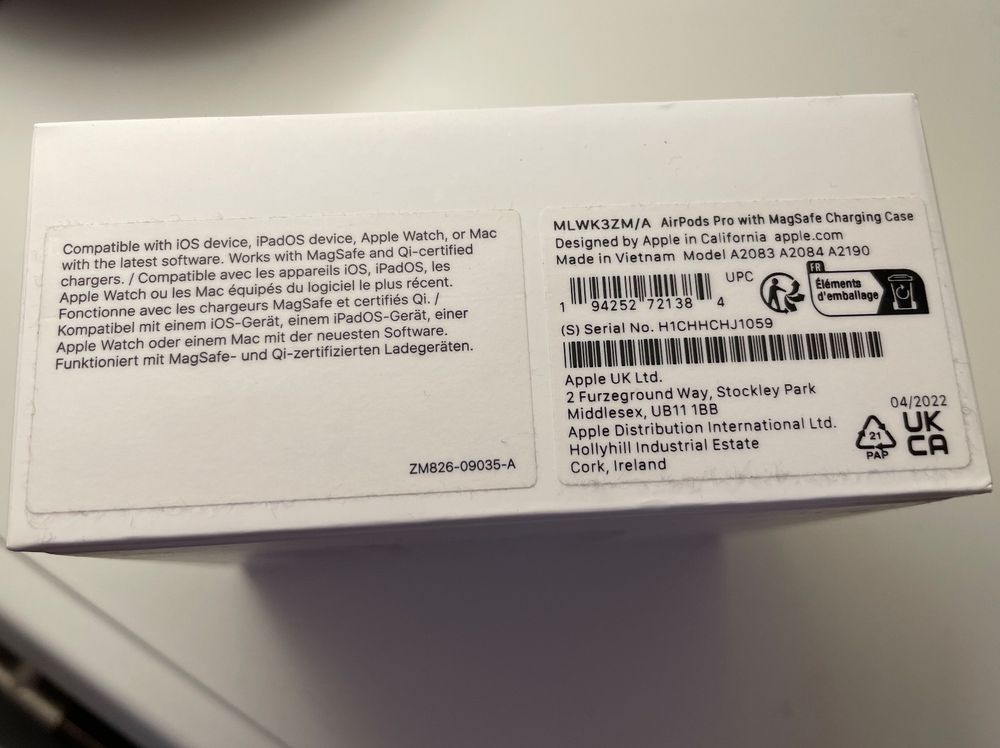 Compatible with iOS device, iPadOS device, Apple Watch, or Mac
with the latest software. Works with MagSafe and Qi-certified
chargers. / Compatible avec les appareils iOS, iPadOS, les
Apple Watch ou les Mac équipés du logiciel le plus récent.
Fonctionne avec les chargeurs MagSafe et certifiés Qi. /
Kompatibel mit einem iOS-Gerät, einem iPadOS-Gerät, einer
Apple Watch oder einem Mac mit der neuesten Software.
Funktioniert mit MagSafe- und Qi-zertifizierten Ladegeräten.
ZM826-09035-A
MLWK3ZM/A AirPods Pro with MagSafe Charging Case
Designed by Apple in California apple.com
Made in Vietnam Model A2083 A2084 A2190
UPC
1 94252 72138 4
FR
Éléments
d'emballage
(S) Serial No. H1CHHCHJ1059
Apple UK Ltd.
2 Furzeground Way, Stockley Park
Middlesex, UB11 1BB
Apple Distribution International Ltd.
Hollyhill Industrial Estate
Cork, Ireland
21
PAP
04/2022
UK
CA